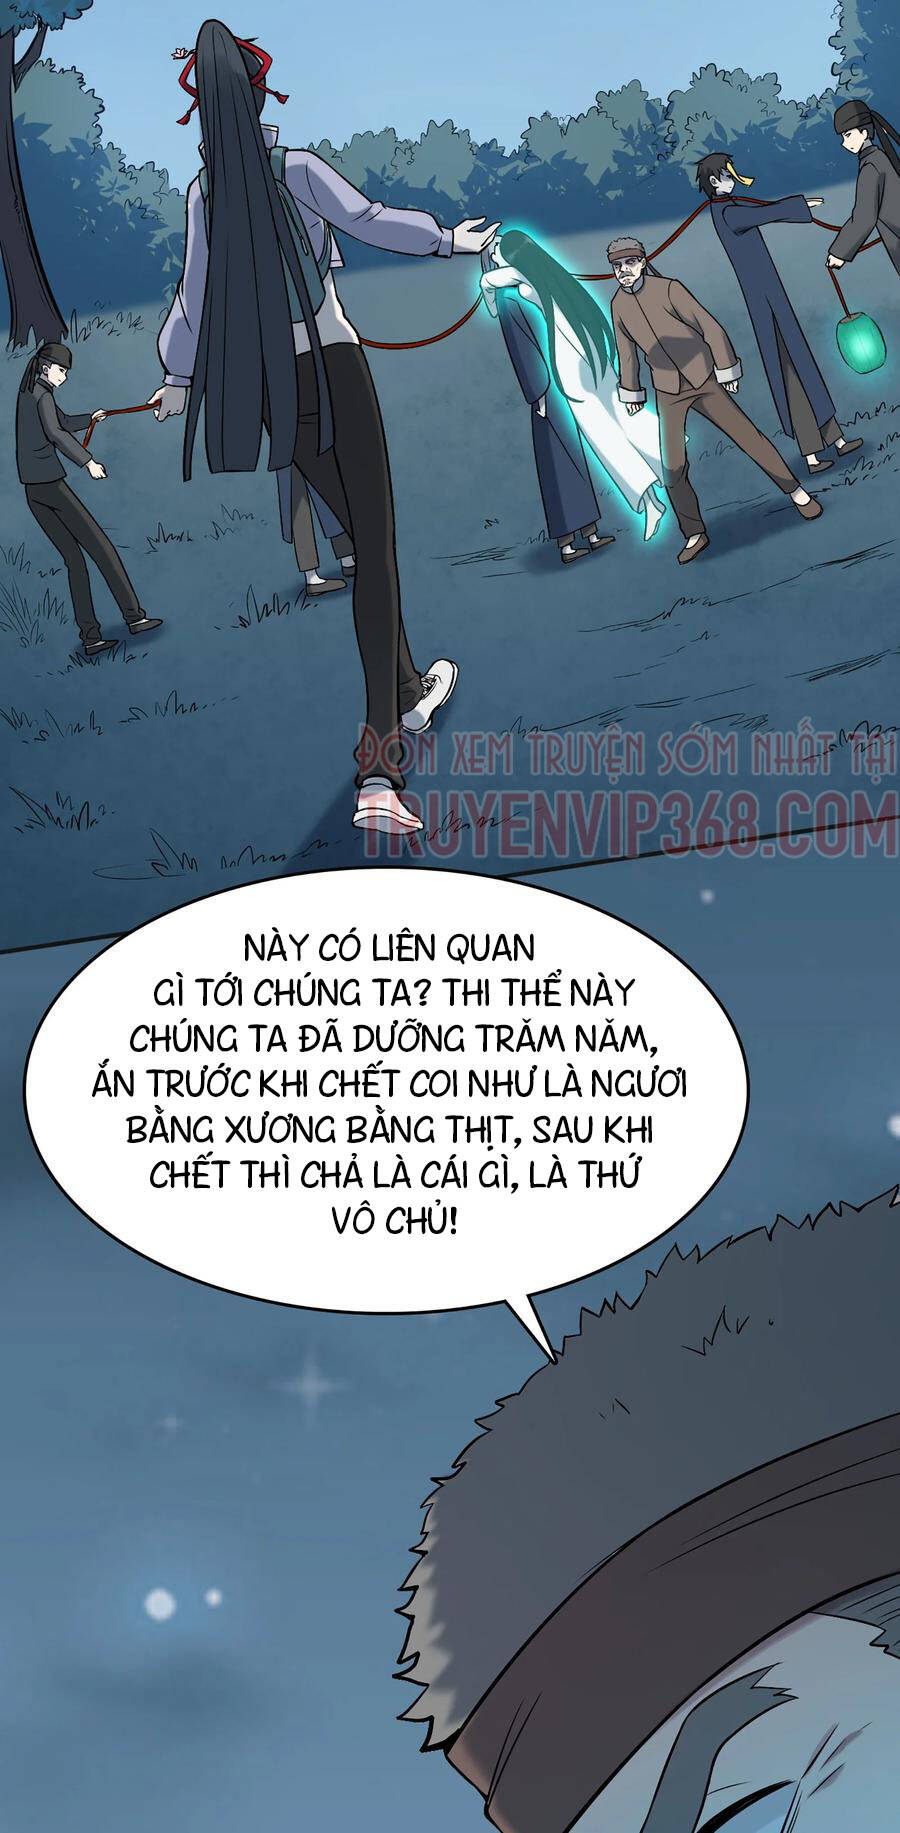 ĐÓN XEM TRUYỆN SỚM NHẤT TẠI
TRUYENVIP368.COM
NÀY CÓ LIÊN QUAN
GÌ TỚI CHÚNG TA? THI THỂ NÀY
CHÚNG TA ĐÃ DƯỠNG TRĂM NĂM,
ẮN TRƯỚC KHI CHẾT COI NHƯ LÀ NGƯƠI
BẰNG XƯƠNG BẰNG THỊT, SAU KHI
CHẾT THÌ CHẢ LÀ CÁI GÌ, LÀ THỨ
VÔ CHỦ!